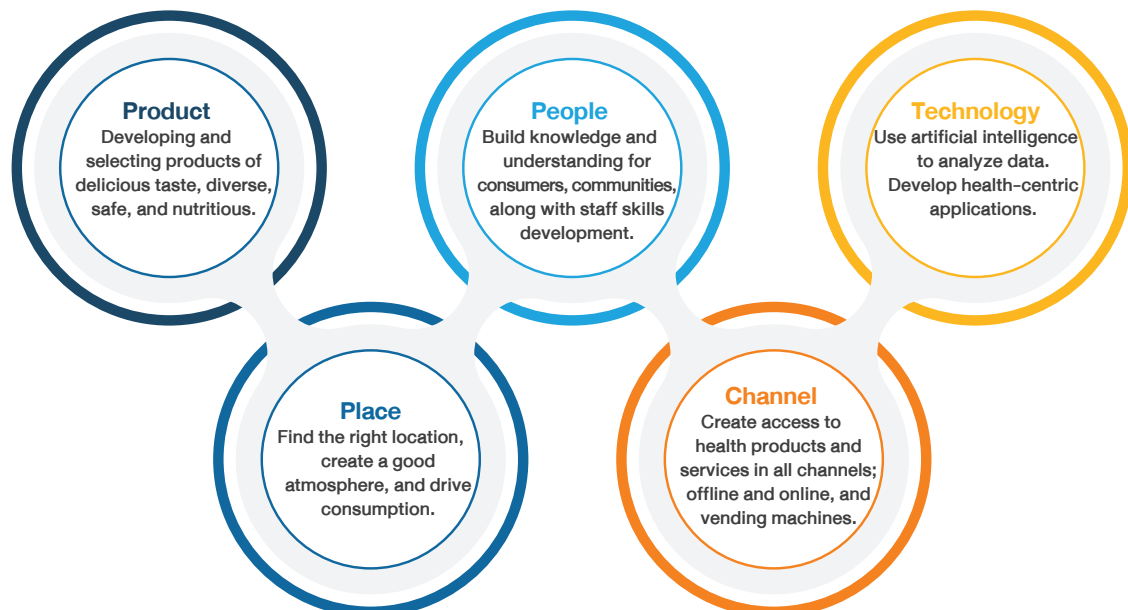 Product
Developing and
selecting products of
delicious taste, diverse,
safe, and nutritious.
Place
Find the right location,
create a good
atmosphere, and drive
consumption.
People
Build knowledge and
understanding for
consumers, communities,
along with staff skills
development.
Channel
Create access to
health products and
services in all channels;
offline and online, and
vending machines.
Technology
Use artificial intelligence
to analyze data.
Develop health-centric
applications.